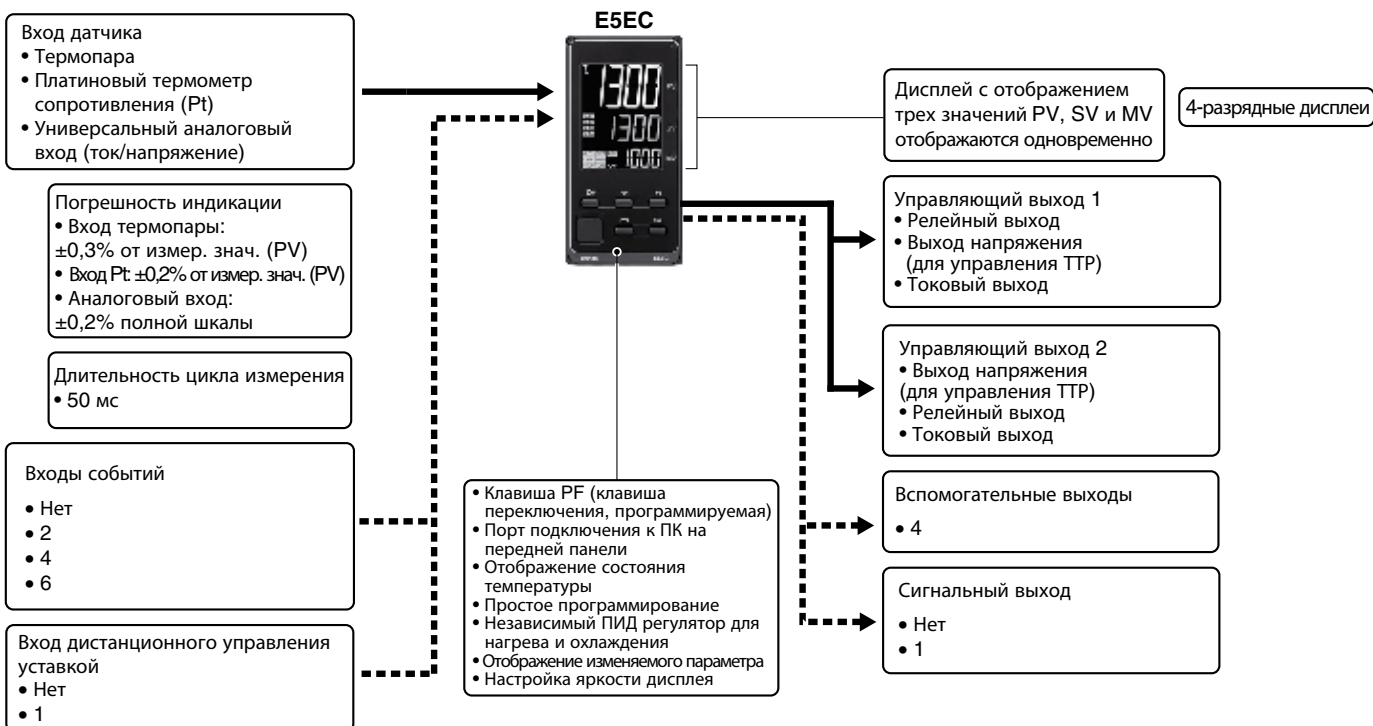 E5EC
Вход датчика
• Термопара
• Платиновый термометр
сопротивления (Pt)
• Универсальный аналоговый
вход (ток/напряжение)
Погрешность индикации
• Вход термопары:
±0,3% от измер. знач. (PV)
• Вход Pt: ±0,2% от измер. знач. (PV)
• Аналоговый вход:
±0,2% полной шкалы
Длительность цикла измерения
• 50 мс
Входы событий
• Нет
• 2
• 4
• 6
Вход дистанционного управления
уставкой
• Нет
• 1
1300
1300
1000
• Клавиша PF (клавиша
переключения, программируемая)
• Порт подключения к ПК на
передней панели
• Отображение состояния
температуры
• Простое программирование
• Независимый ПИД регулятор для
нагрева и охлаждения
• Отображение изменяемого параметра
• Настройка яркости дисплея
Дисплей с отображением
трех значений PV, SV и MV
отображаются одновременно
4-разрядные дисплеи
Управляющий выход 1
• Релейный выход
• Выход напряжения
(для управления ТТР)
• Токовый выход
Управляющий выход 2
• Выход напряжения
(для управления ТТР)
• Релейный выход
• Токовый выход
Вспомогательные выходы
• 4
Сигнальный выход
• Нет
• 1